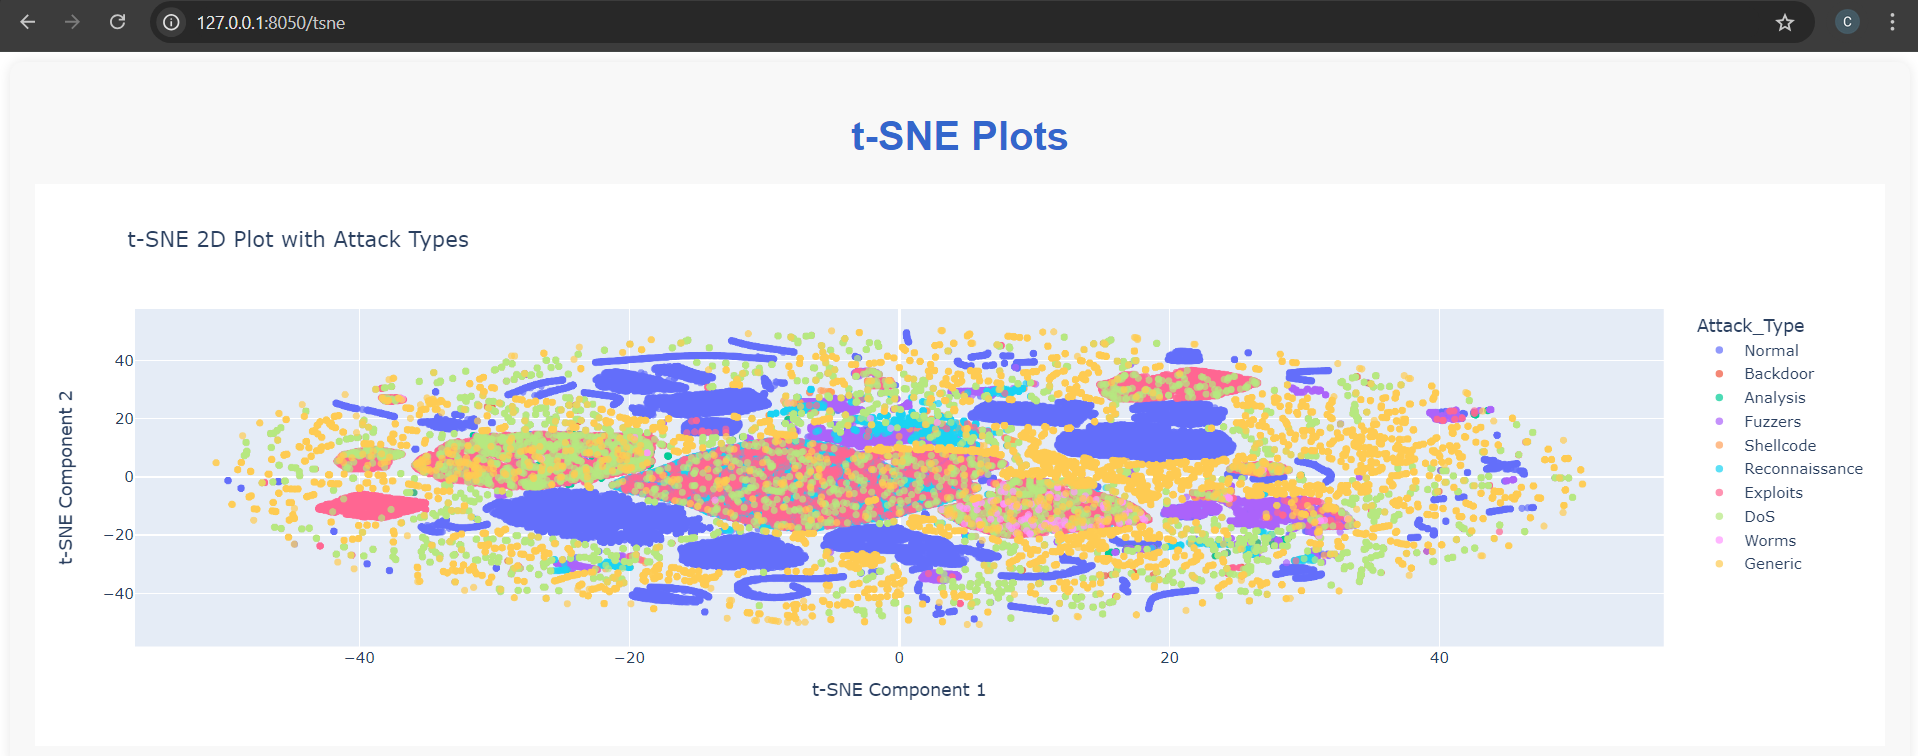 127.0.0.1:8050/tsne
C
t-SNE Plots
t-SNE 2D Plot with Attack Types
t-SNE Component 2
40
20
0
−20
−40
−40
−20
0
20
40
t-SNE Component 1
Attack_Type
Normal
Backdoor
Analysis
Fuzzers
Shellcode
Reconnaissance
Exploits
DoS
Worms
Generic